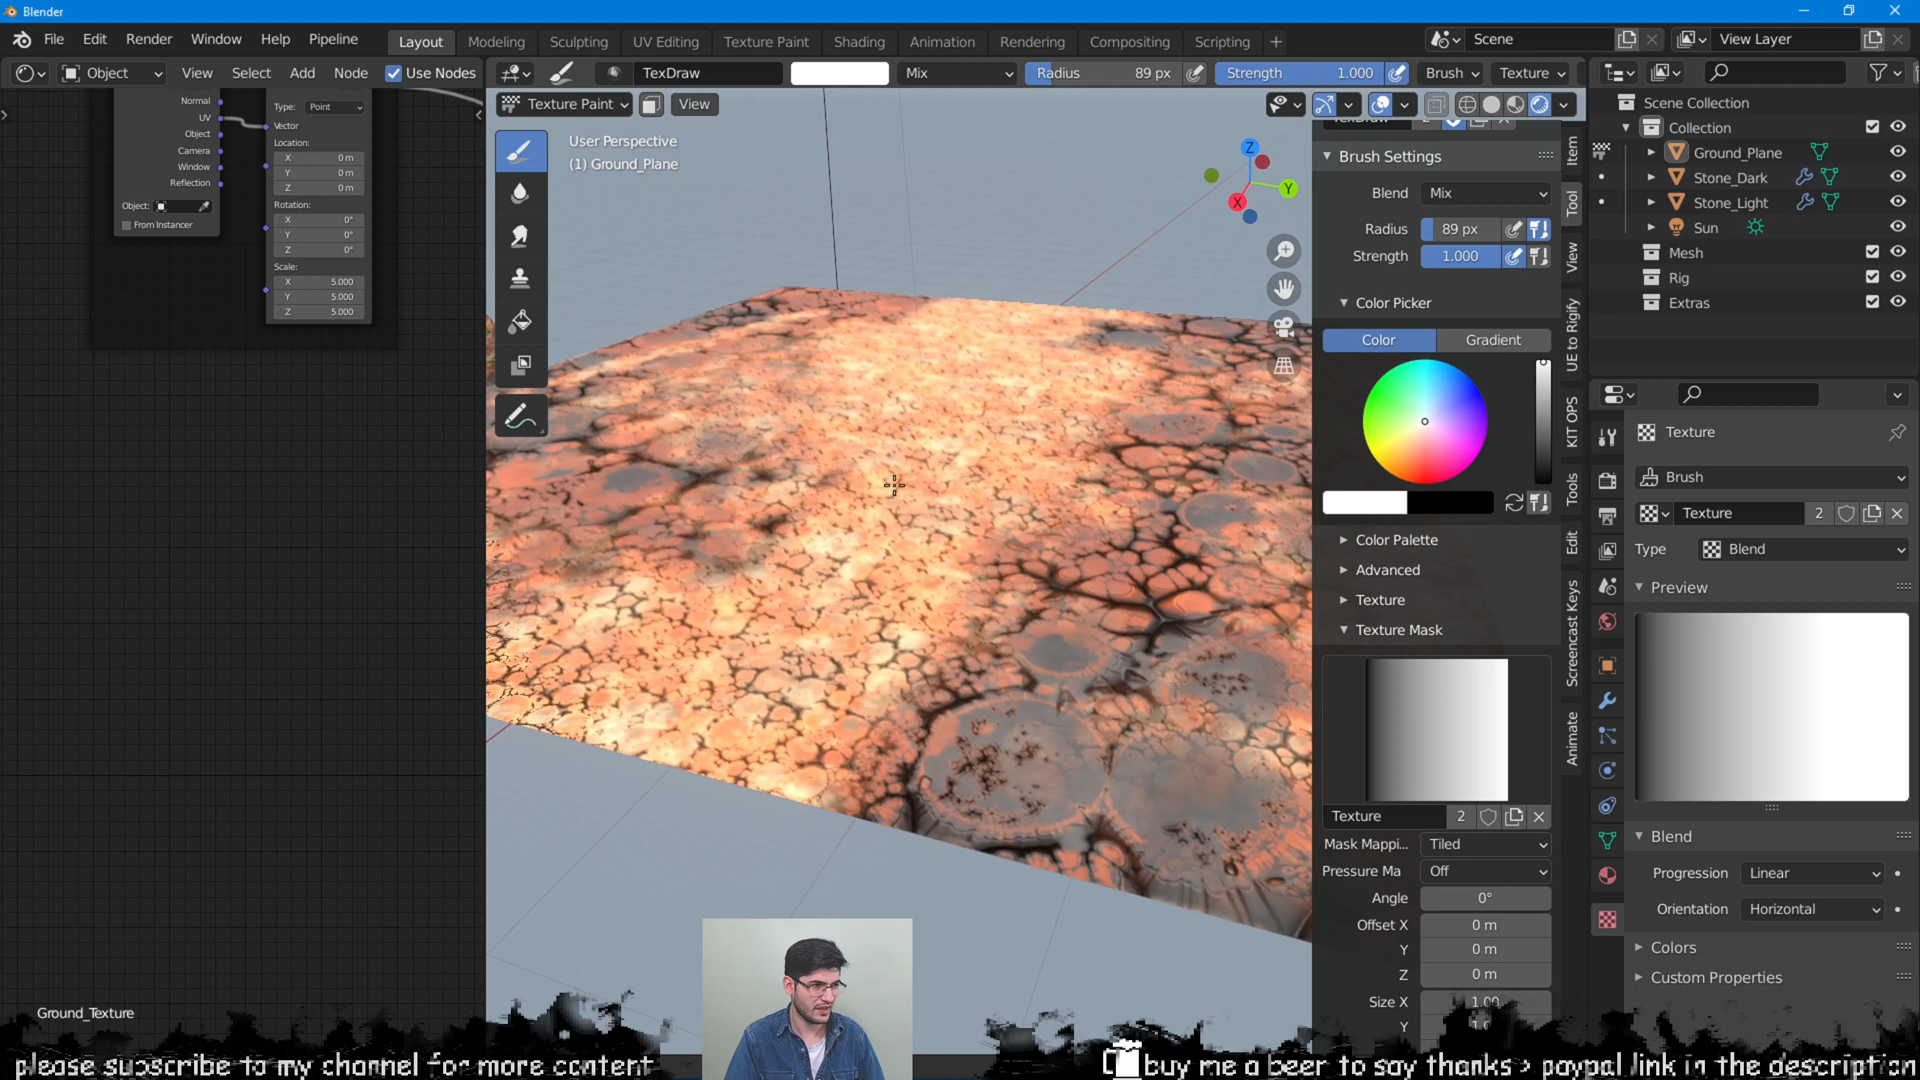 Blender
File Edit Render Window Help Pipeline Layout Modeling Sculpting UV Editing Texture Paint Shading Animation Rendering Compositing Scripting + Scene View Layer
Object View Select Add Node Use Nodes TexDraw Mix Radius 89 px Strength 1.000 Brush Texture
Normal
UV
Object
Camera
Window
Reflection
Object:
From Instancer
Type: Point
Vector
Location:
X 0 m
Y 0 m
Z 0 m
Rotation:
X 0°
Y 0°
Z 0°
Scale:
X 5.000
Y 5.000
Z 5.000
Ground_Texture
Texture Paint View
User Perspective
(1) Ground_Plane
Z
Y
X
Brush Settings
Blend Mix
Radius 89 px
Strength 1.000
Color Picker
Color Gradient
Color Palette
Advanced
Texture
Texture Mask
Texture 2
Mask Mappi... Tiled
Pressure Ma Off
Angle 0°
Offset X 0 m
Y 0 m
Z 0 m
Size X 1.00
Y
Item
Tool
View
UE to Rigify
KIT OPS
Tools
Edit
Screencast Keys
Animate
Scene Collection
Collection
Ground_Plane
Stone_Dark
Stone_Light
Sun
Mesh
Rig
Extras
Texture
Brush
Texture 2
Type Blend
Preview
Blend
Progression Linear
Orientation Horizontal
Colors
Custom Properties
please subscribe to my channel for more content
buy me a beer to say thanks> paypal link in the description